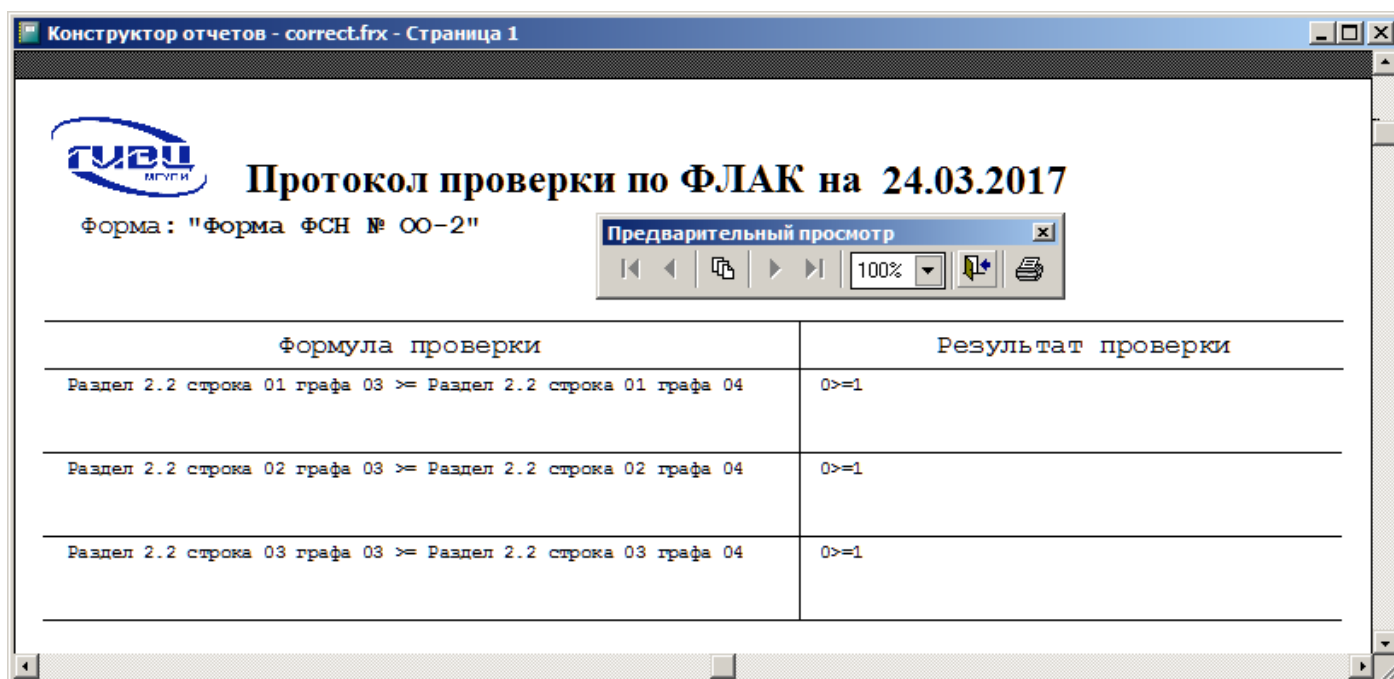 Конструктор отчетов - correct.frx - Страница 1
ГИВЦ
МГУПИ
Протокол проверки по ФЛАК на 24.03.2017
Форма: "Форма ФСН № ОО-2"
Предварительный просмотр
100%
Формула проверки Результат проверки
Раздел 2.2 строка 01 графа 03 >= Раздел 2.2 строка 01 графа 04 0>=1
Раздел 2.2 строка 02 графа 03 >= Раздел 2.2 строка 02 графа 04 0>=1
Раздел 2.2 строка 03 графа 03 >= Раздел 2.2 строка 03 графа 04 0>=1